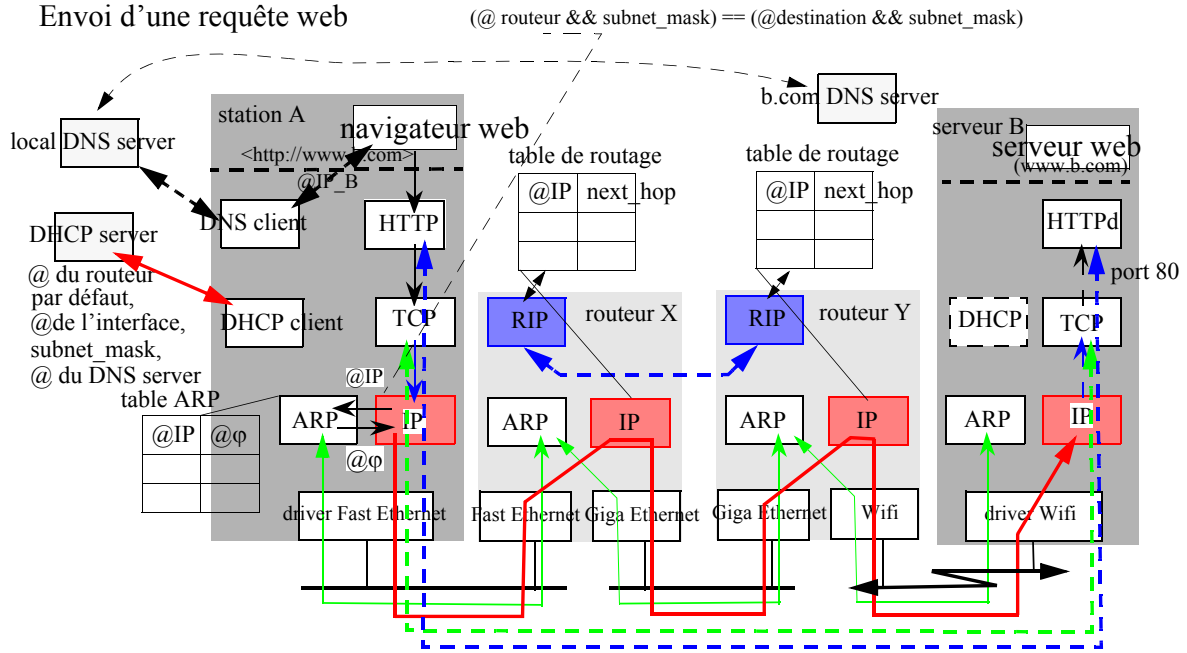 Envoi d'une requête web
(@ routeur && subnet_mask) == (@destination && subnet_mask)
local DNS server
station A
navigateur web
<http://www.b.com>
@IP_B
DNS client
HTTP
DHCP server
@ du routeur
par défaut,
@de l'interface,
subnet_mask,
@ du DNS server
DHCP client
TCP
table ARP
@IP
@φ
@IP
@φ
ARP
IP
driver Fast Ethernet
table de routage
@IP
next_hop
RIP
routeur X
ARP
IP
Fast Ethernet
Giga Ethernet
b.com DNS server
table de routage
@IP
next_hop
RIP
routeur Y
ARP
IP
Giga Ethernet
Wifi
serveur B
serveur web
(www.b.com)
HTTPd
port 80
DHCP
TCP
ARP
IP
driver Wifi